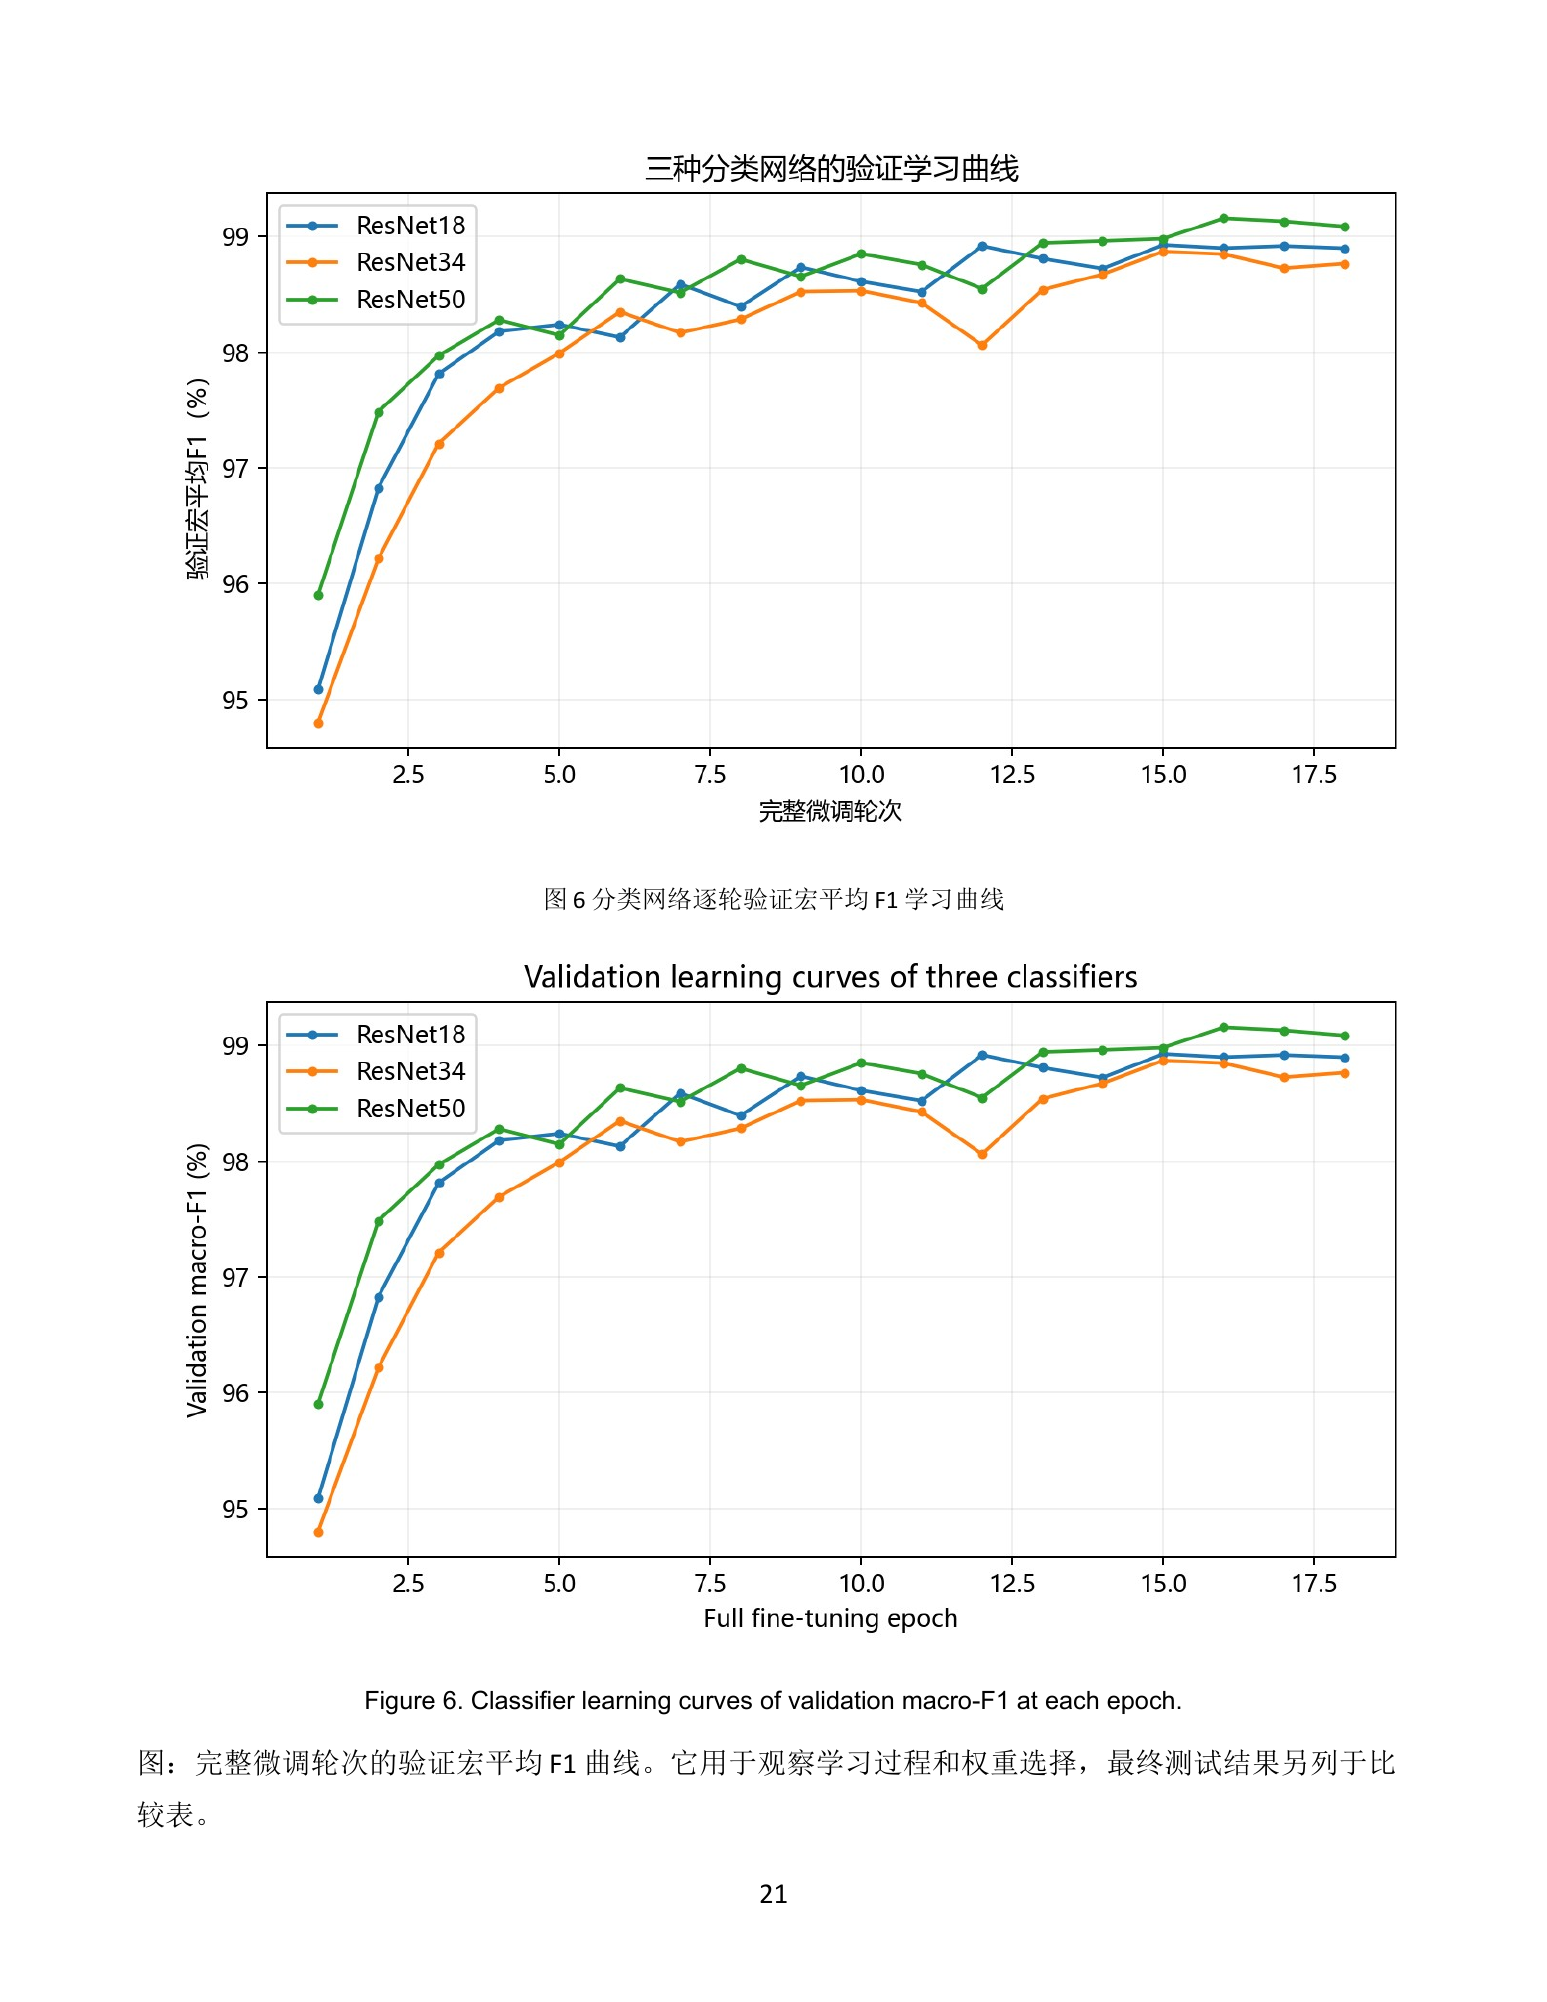 三种分类网络的验证学习曲线
ResNet18
ResNet34
ResNet50
99
98
97
96
95
验证宏平均F1（%）
2.5 5.0 7.5 10.0 12.5 15.0 17.5
完整微调轮次
图 6 分类网络逐轮验证宏平均 F1 学习曲线
Validation learning curves of three classifiers
ResNet18
ResNet34
ResNet50
99
98
97
96
95
Validation macro-F1 (%)
2.5 5.0 7.5 10.0 12.5 15.0 17.5
Full fine-tuning epoch
Figure 6. Classifier learning curves of validation macro-F1 at each epoch.
图：完整微调轮次的验证宏平均 F1 曲线。它用于观察学习过程和权重选择，最终测试结果另列于比
较表。
21